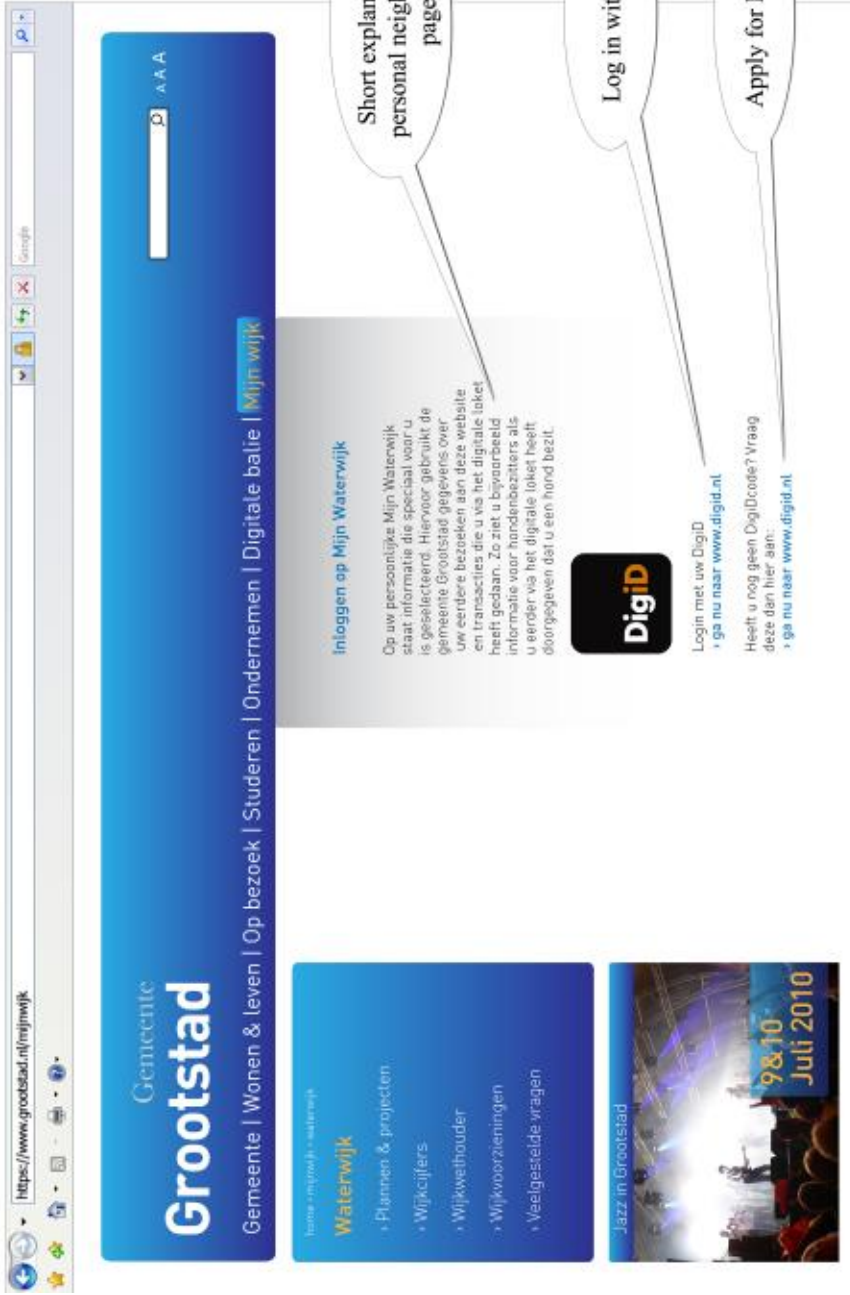 https://www.grootstad.nl/mijnwijk
Google
Gemeente
Grootstad
A A A
Gemeente | Wonen & leven | Op bezoek | Studeren | Ondernemen | Digitale balie | Mijn wijk
home > mijnwijk > waterwijk
Waterwijk
› Plannen & projecten
› Wijkcijfers
› Wijkwethouder
› Wijkvoorzieningen
› Veelgestelde vragen
Jazz in Grootstad
9&10
Juli 2010
Inloggen op Mijn Waterwijk
Op uw persoonlijke Mijn Waterwijk
staat informatie die speciaal voor u
is geselecteerd. Hiervoor gebruikt de
gemeente Grootstad gegevens over
uw eerdere bezoeken aan deze website
en transacties die u via het digitale loket
heeft gedaan. Zo ziet u bijvoorbeeld
informatie voor hondenbezitters als
u eerder via het digitale loket heeft
doorgegeven dat u een hond bezit.
DigiD
Login met uw DigiD
› ga nu naar www.digid.nl
Heeft u nog geen DigiDcode? Vraag
deze dan hier aan:
› ga nu naar www.digid.nl
Short explan
personal neigh
page
Log in wit
Apply for